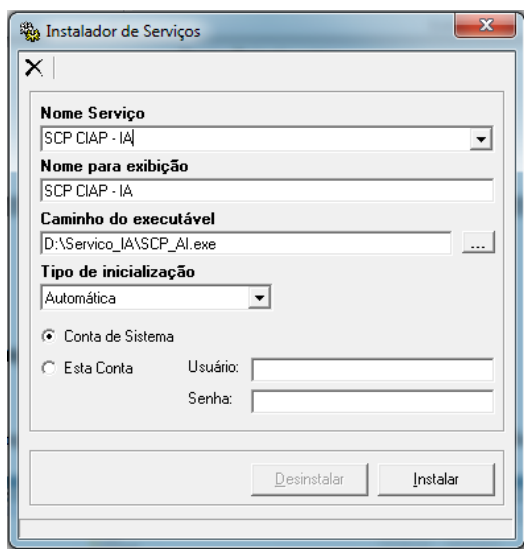 Instalador de Serviços
Nome Serviço
SCP CIAP - IA
Nome para exibição
SCP CIAP - IA
Caminho do executável
D:\Servico_IA\SCP_AI.exe
...
Tipo de inicialização
Automática
Conta de Sistema
Esta Conta Usuário:
Senha:
Desinstalar Instalar